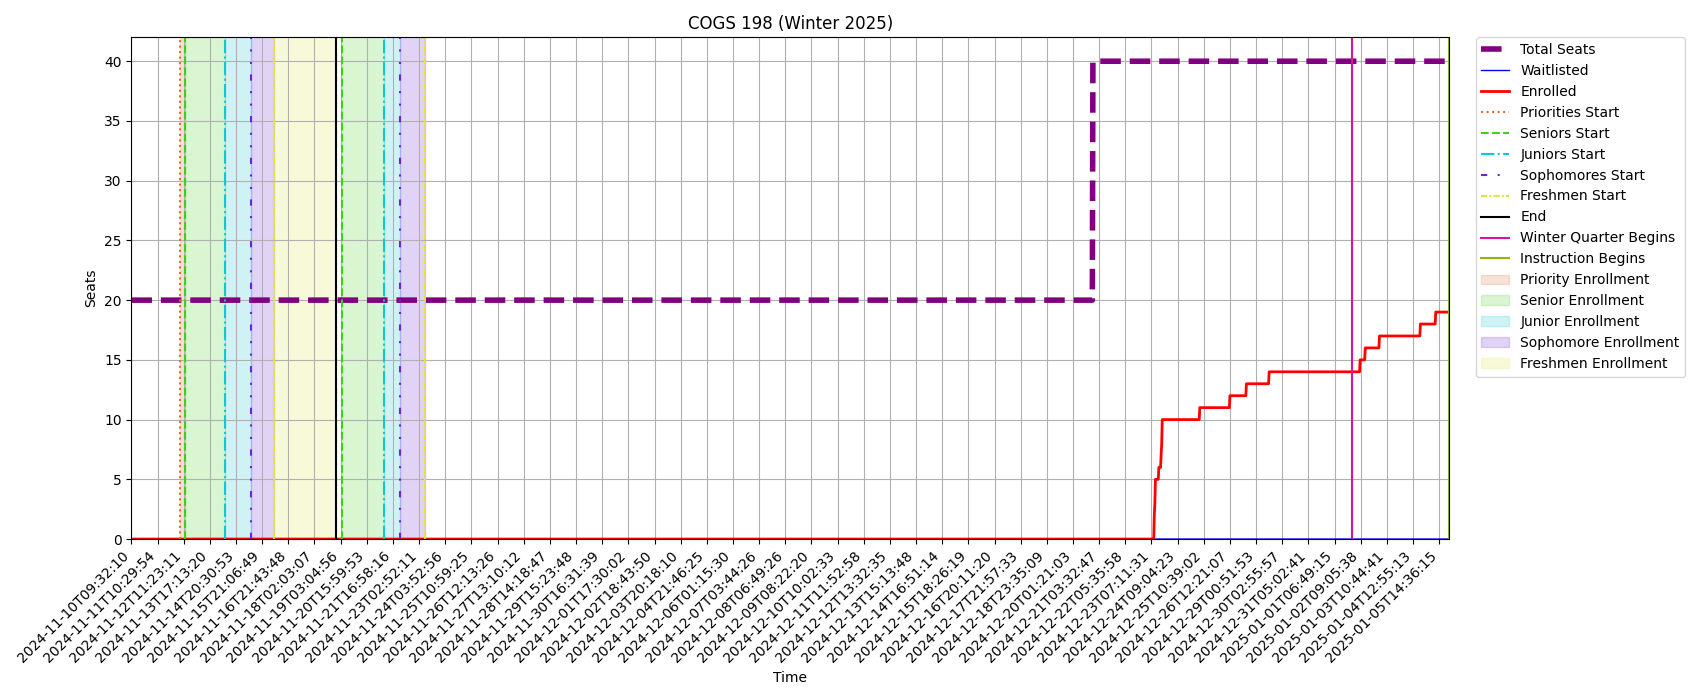 COGS 198 (Winter 2025)
Seats
40
35
30
25
20
15
10
5
0
2024-11-10T09:32:10
2024-11-11T10:29:54
2024-11-12T11:23:11
2024-11-13T17:13:20
2024-11-14T20:30:53
2024-11-15T21:06:49
2024-11-16T21:43:48
2024-11-18T02:03:07
2024-11-19T03:04:56
2024-11-20T15:59:53
2024-11-21T16:58:16
2024-11-23T02:52:11
2024-11-24T03:52:56
2024-11-25T10:59:25
2024-11-26T12:13:26
2024-11-27T13:10:12
2024-11-28T14:18:47
2024-11-29T15:23:48
2024-11-30T16:31:39
2024-12-01T17:30:02
2024-12-02T18:43:50
2024-12-03T20:18:10
2024-12-04T21:46:25
2024-12-06T01:15:30
2024-12-07T03:44:26
2024-12-08T06:49:26
2024-12-09T08:22:20
2024-12-10T10:02:33
2024-12-11T11:52:58
2024-12-12T13:32:35
2024-12-13T15:13:48
2024-12-14T16:51:14
2024-12-15T18:26:19
2024-12-16T20:11:20
2024-12-17T21:57:33
2024-12-18T23:35:09
2024-12-20T01:21:03
2024-12-21T03:32:47
2024-12-22T05:35:58
2024-12-23T07:11:31
2024-12-24T09:04:23
2024-12-25T10:39:02
2024-12-26T12:21:07
2024-12-29T00:51:53
2024-12-30T02:55:57
2024-12-31T05:02:41
2025-01-01T06:49:15
2025-01-02T09:05:38
2025-01-03T10:44:41
2025-01-04T12:55:13
2025-01-05T14:36:15
Time
Total Seats
Waitlisted
Enrolled
Priorities Start
Seniors Start
Juniors Start
Sophomores Start
Freshmen Start
End
Winter Quarter Begins
Instruction Begins
Priority Enrollment
Senior Enrollment
Junior Enrollment
Sophomore Enrollment
Freshmen Enrollment